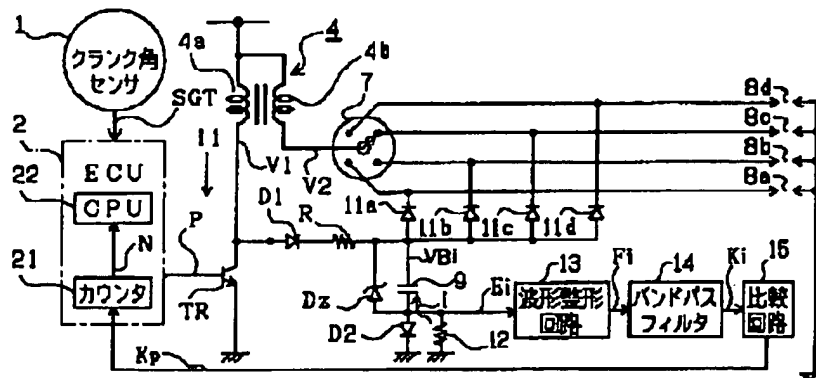 1
クランク角
センサ
SGT
2
ECU
22
CPU
N
21
カウンタ
P
TR
Kp
I1
4a
4
4b
V1
V2
7
8d
8c
8b
8a
D1
R
11a
11b
11c
11d
VBi
9
Dz
D2
i
12
Ei
13
波形整形
回路
Fi
14
バンドパス
フィルタ
Ki
15
比較
回路